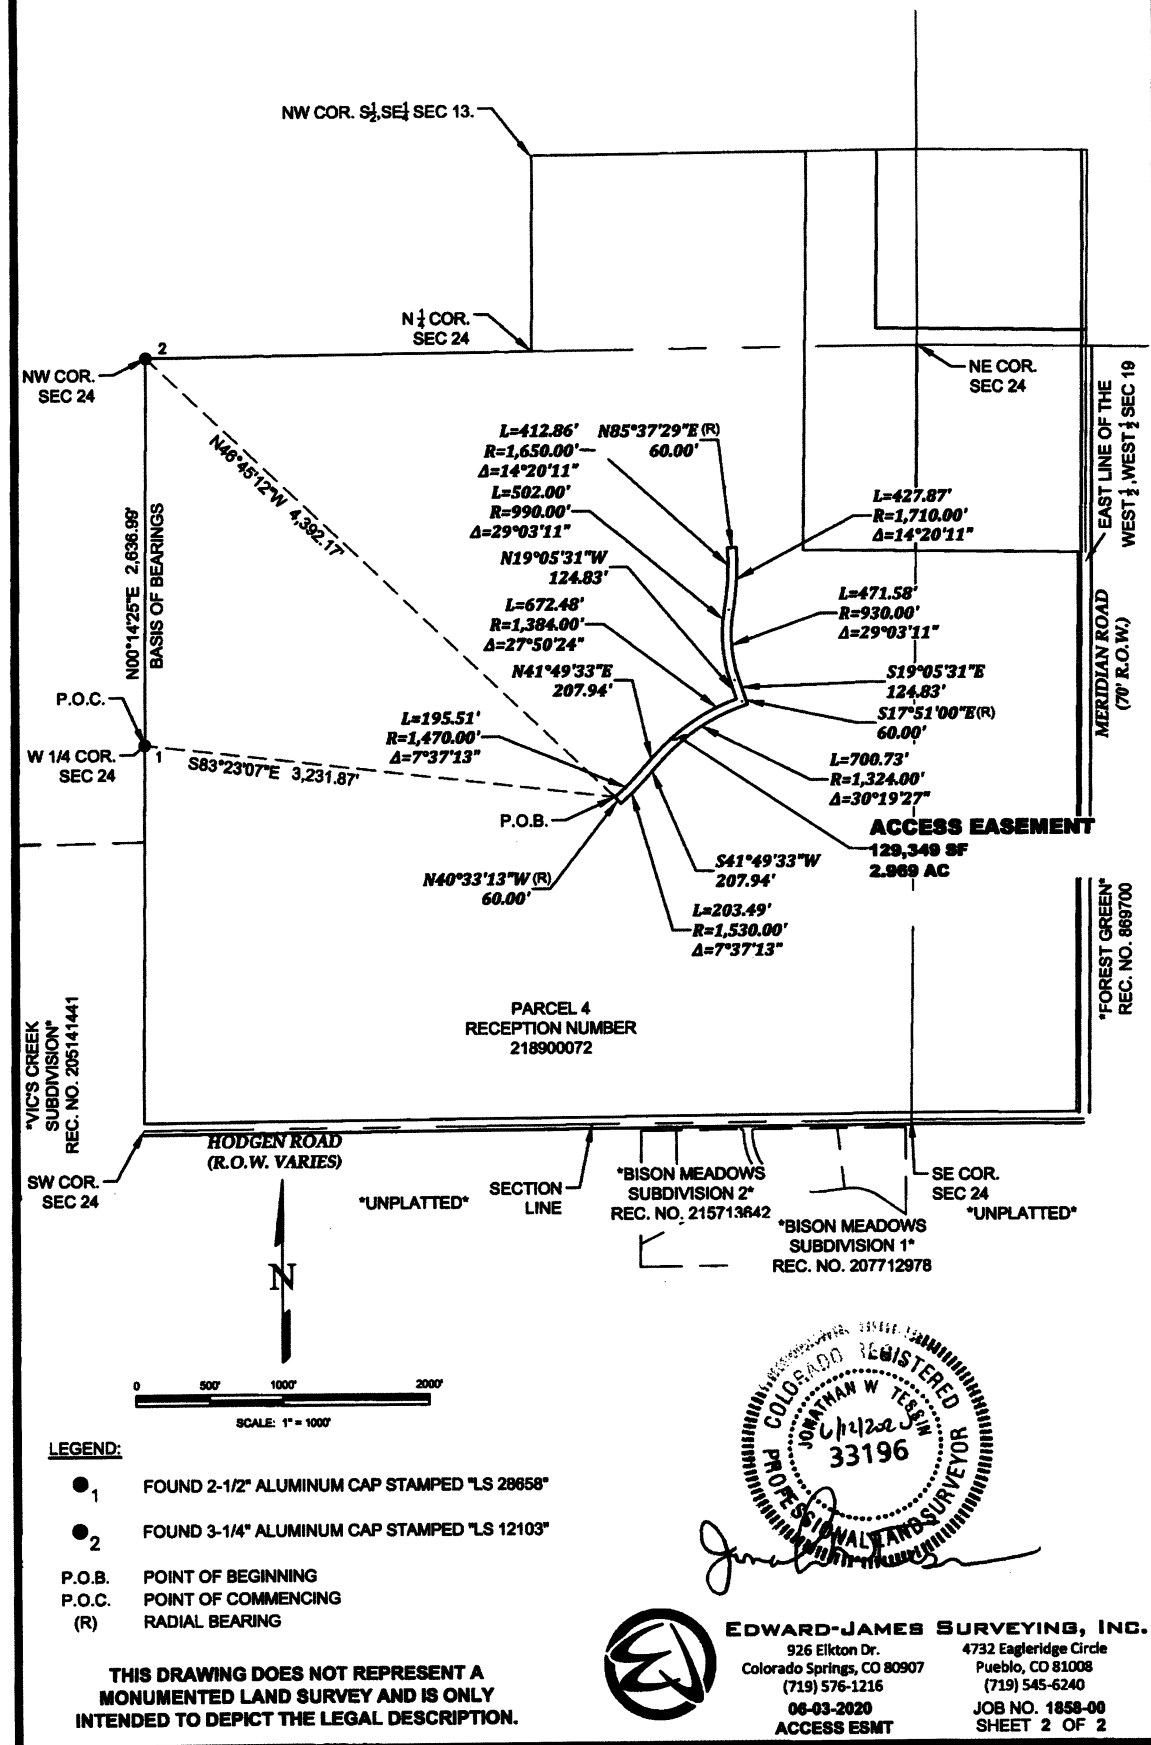 NW COR. S½,SE¼ SEC 13.
N ¼ COR.
SEC 24
2
NW COR.
SEC 24
NE COR.
SEC 24
EAST LINE OF THE
WEST ½,WEST ½ SEC 19
N46°45'12"W 4,392.17'
N00°14'25"E 2,636.99'
BASIS OF BEARINGS
L=412.86'
R=1,650.00'
Δ=14°20'11"
N85°37'29"E (R)
60.00'
L=502.00'
R=990.00'
Δ=29°03'11"
L=427.87'
R=1,710.00'
Δ=14°20'11"
N19°05'31"W
124.83'
L=672.48'
R=1,384.00'
Δ=27°50'24"
L=471.58'
R=930.00'
Δ=29°03'11"
MERIDIAN ROAD
(70' R.O.W.)
N41°49'33"E
207.94'
S19°05'31"E
124.83'
S17°51'00"E(R)
60.00'
P.O.C.
W 1/4 COR.
SEC 24
1
S83°23'07"E 3,231.87'
L=195.51'
R=1,470.00'
Δ=7°37'13"
L=700.73'
R=1,324.00'
Δ=30°19'27"
P.O.B.
ACCESS EASEMENT
129,349 SF
2.969 AC
N40°33'13"W (R)
60.00'
S41°49'33"W
207.94'
L=203.49'
R=1,530.00'
Δ=7°37'13"
"FOREST GREEN"
REC. NO. 869700
PARCEL 4
RECEPTION NUMBER
218900072
"VIC'S CREEK
SUBDIVISION"
REC. NO. 205141441
HODGEN ROAD
(R.O.W. VARIES)
SW COR.
SEC 24
"UNPLATTED"
SECTION
LINE
"BISON MEADOWS
SUBDIVISION 2"
REC. NO. 215713642
"BISON MEADOWS
SUBDIVISION 1"
REC. NO. 207712978
SE COR.
SEC 24
"UNPLATTED"
N
0 500' 1000' 2000'
SCALE: 1" = 1000'
LEGEND:
1 FOUND 2-1/2" ALUMINUM CAP STAMPED "LS 28658"
2 FOUND 3-1/4" ALUMINUM CAP STAMPED "LS 12103"
P.O.B. POINT OF BEGINNING
P.O.C. POINT OF COMMENCING
(R) RADIAL BEARING
THIS DRAWING DOES NOT REPRESENT A
MONUMENTED LAND SURVEY AND IS ONLY
INTENDED TO DEPICT THE LEGAL DESCRIPTION.
COLORADO REGISTERED
JONATHAN W TESSIN
33196
PROFESSIONAL LAND SURVEYOR
EDWARD-JAMES SURVEYING, INC.
926 Elkton Dr.
Colorado Springs, CO 80907
(719) 576-1216
4732 Eagleridge Circle
Pueblo, CO 81008
(719) 545-6240
06-03-2020
ACCESS ESMT
JOB NO. 1858-00
SHEET 2 OF 2